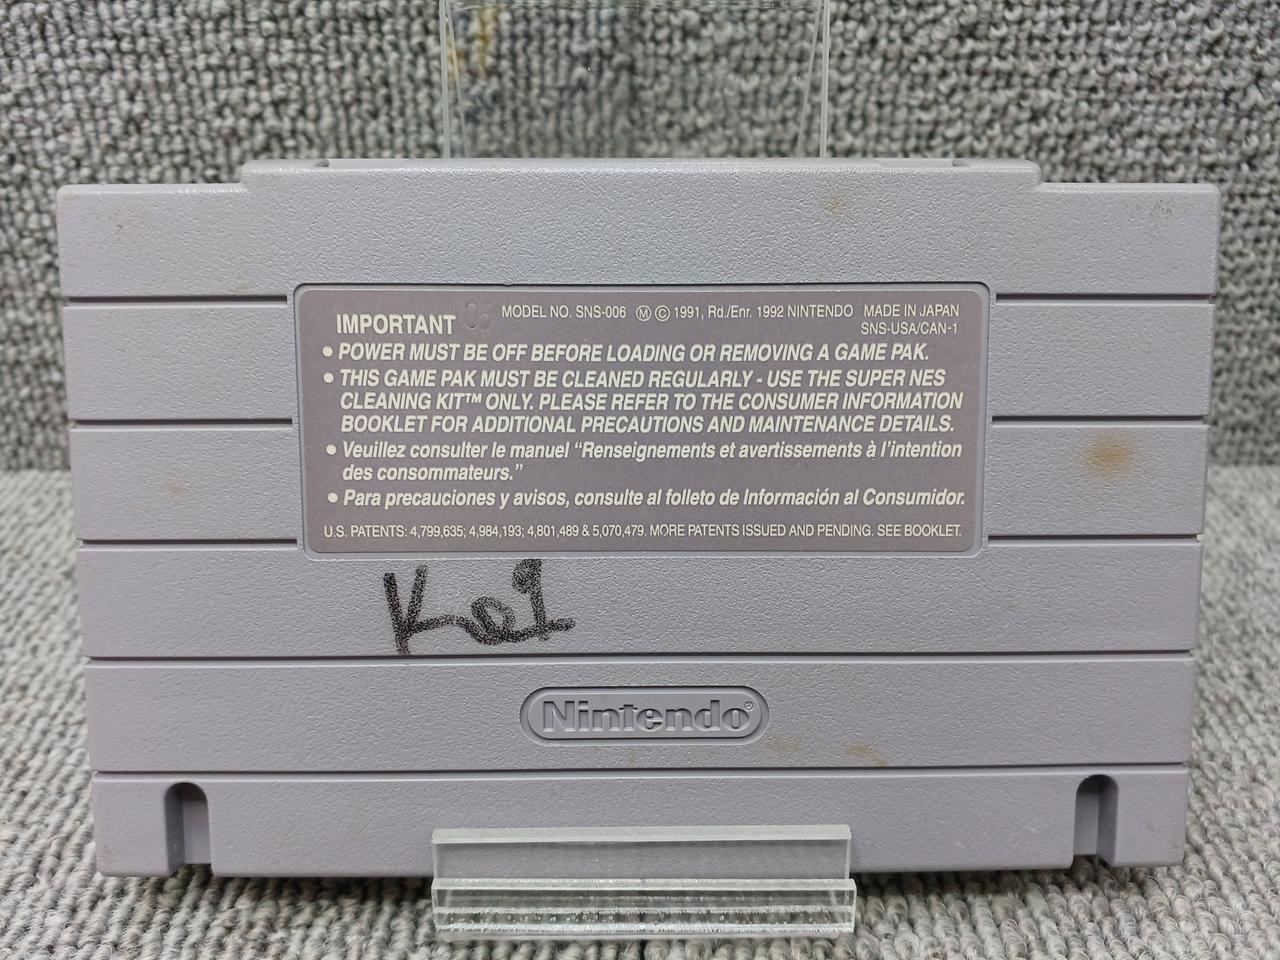 IMPORTANT 03 MODEL NO. SNS-006 Ⓜ © 1991, Rd./Enr. 1992 NINTENDO MADE IN JAPAN
SNS-USA/CAN-1
• POWER MUST BE OFF BEFORE LOADING OR REMOVING A GAME PAK.
• THIS GAME PAK MUST BE CLEANED REGULARLY - USE THE SUPER NES
CLEANING KIT™ ONLY. PLEASE REFER TO THE CONSUMER INFORMATION
BOOKLET FOR ADDITIONAL PRECAUTIONS AND MAINTENANCE DETAILS.
• Veuillez consulter le manuel “Renseignements et avertissements à l’intention
des consommateurs.”
• Para precauciones y avisos, consulte al folleto de Información al Consumidor.
U.S. PATENTS: 4,799,635; 4,984,193; 4,801,489 & 5,070,479. MORE PATENTS ISSUED AND PENDING. SEE BOOKLET.
Nintendo®